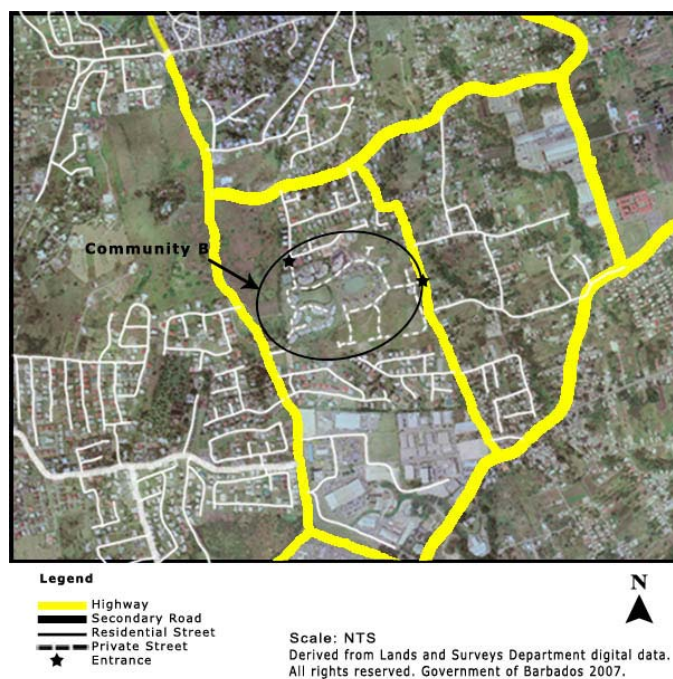 Community B
Legend
Highway
Secondary Road
Residential Street
Private Street
Entrance
N
Scale: NTS
Derived from Lands and Surveys Department digital data.
All rights reserved. Government of Barbados 2007.